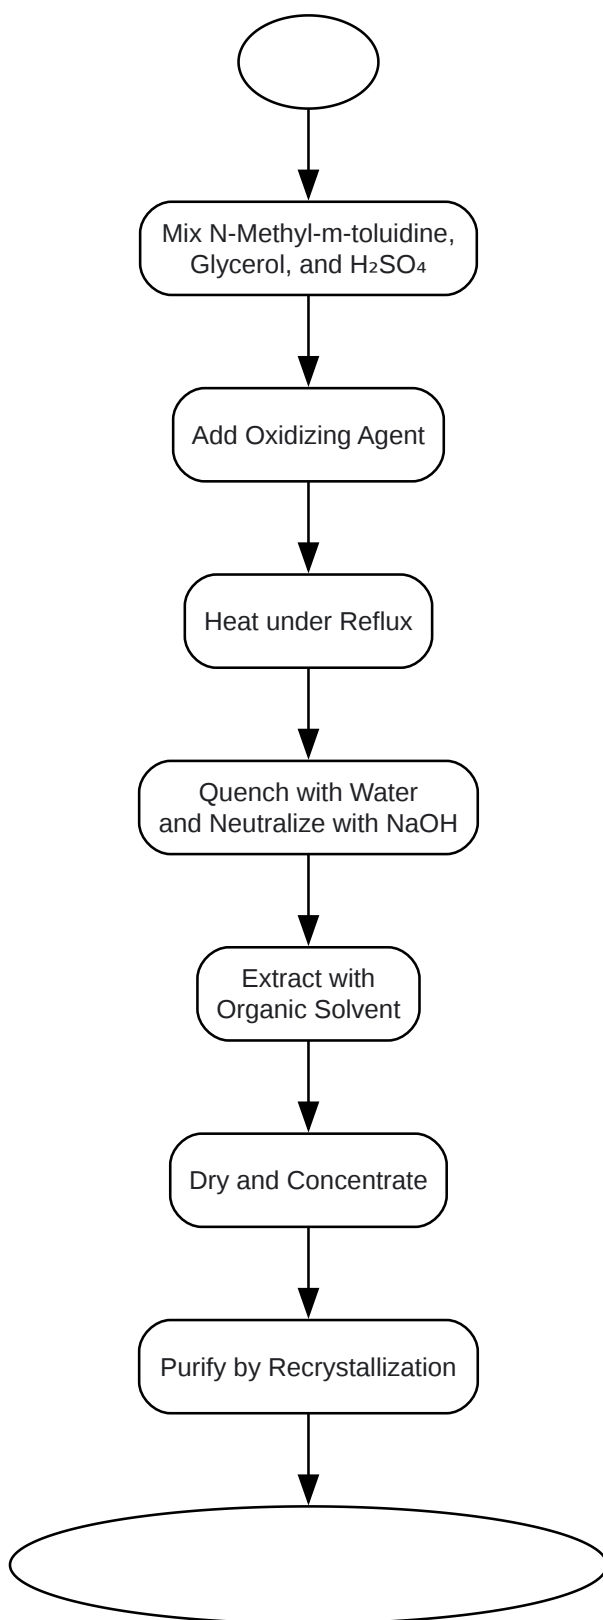 Mix N-Methyl-m-toluidine,
Glycerol, and H₂SO₄
Add Oxidizing Agent
Heat under Reflux
Quench with Water
and Neutralize with NaOH
Extract with
Organic Solvent
Dry and Concentrate
Purify by Recrystallization